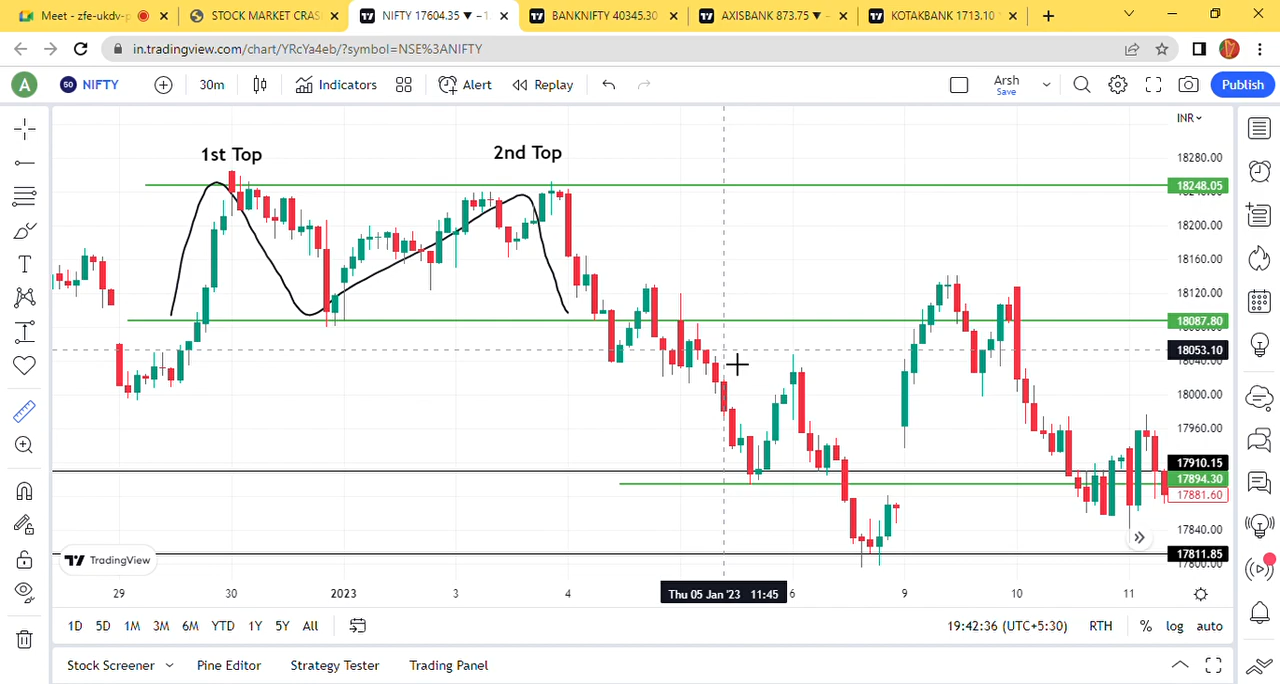 Meet - zfe-ukdv-p
STOCK MARKET CRAS
NIFTY 17604.35 ▼ −1.
BANKNIFTY 40345.30
AXISBANK 873.75 ▼
KOTAKBANK 1713.10
in.tradingview.com/chart/YRcYa4eb/?symbol=NSE%3ANIFTY
A
50 NIFTY
30m
Indicators
Alert
Replay
Arsh
Save
Publish
INR
1st Top
2nd Top
18280.00
18248.05
18200.00
18160.00
18120.00
18087.80
18053.10
18040.00
18000.00
17960.00
17910.15
17894.30
17881.60
17840.00
17811.85
17800.00
TradingView
29
30
2023
3
4
Thu 05 Jan '23 11:45
6
9
10
11
1D
5D
1M
3M
6M
YTD
1Y
5Y
All
19:42:36 (UTC+5:30)
RTH
%
log
auto
Stock Screener
Pine Editor
Strategy Tester
Trading Panel